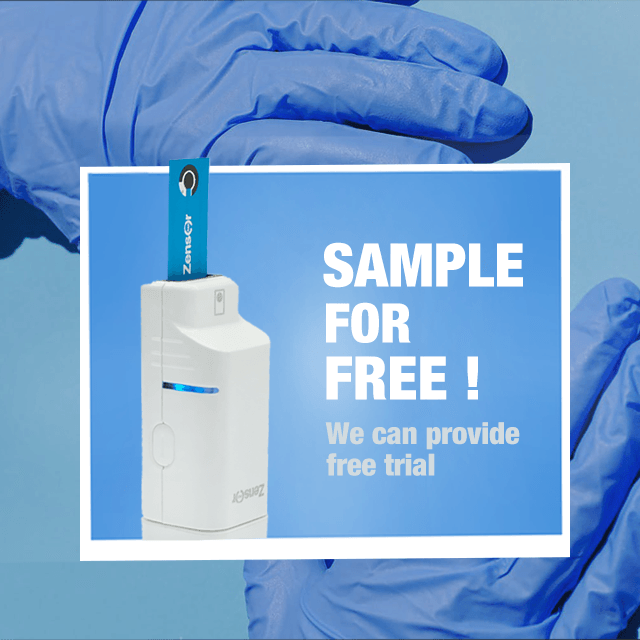 Zensor
SAMPLE
FOR
FREE !
We can provide
free trial
Zensor